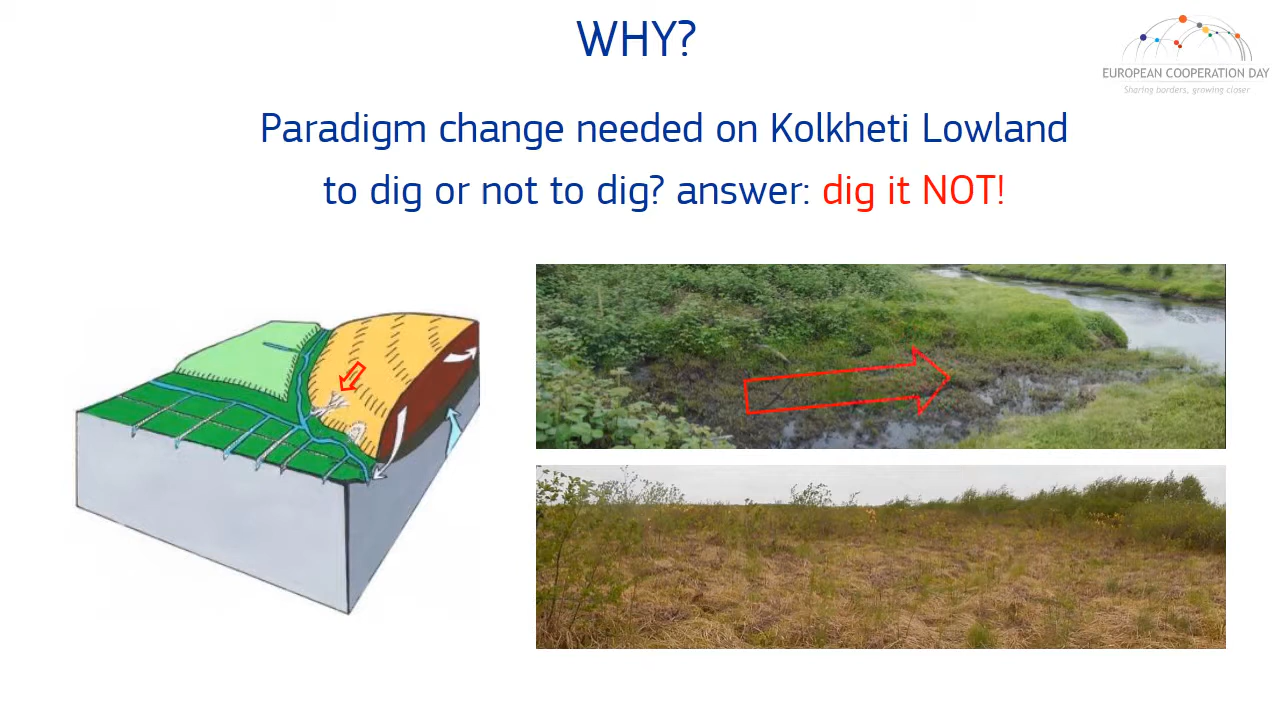 WHY?
EUROPEAN COOPERATION DAY
Sharing borders, growing closer
Paradigm change needed on Kolkheti Lowland
to dig or not to dig? answer: dig it NOT!